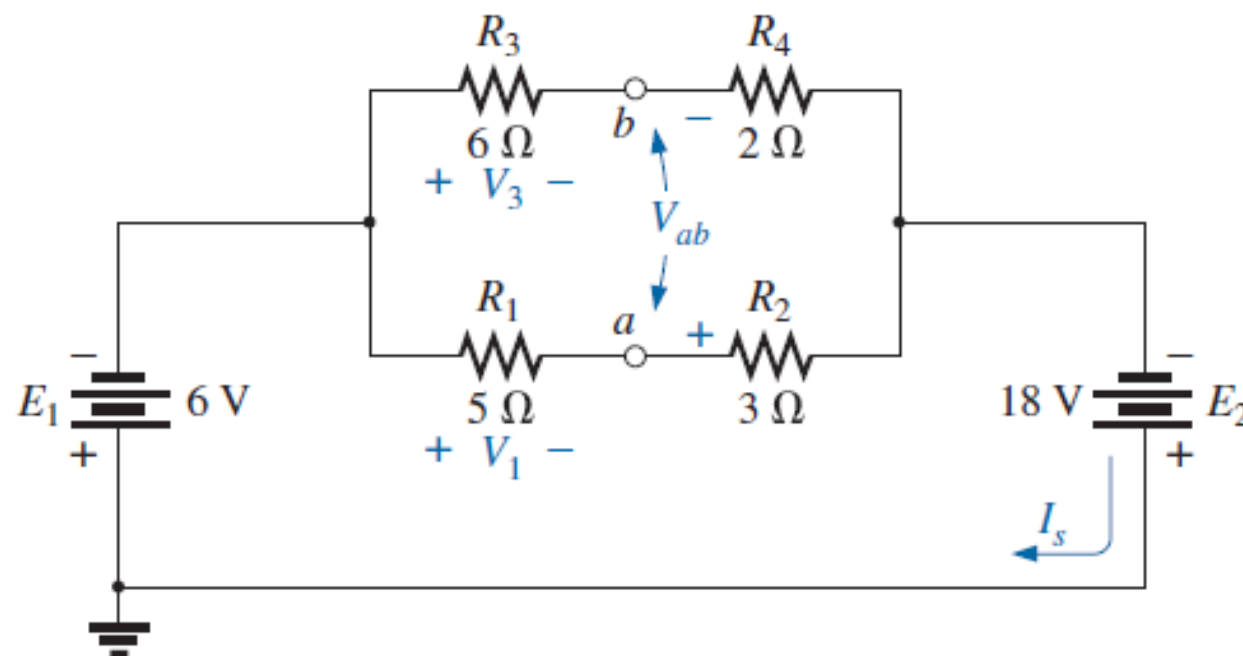 R3 R4
b −
6 Ω 2 Ω
+ V3 −
Vab
R1 a + R2
− −
E1 6 V 5 Ω 3 Ω 18 V E2
+ + V1 − +
Is